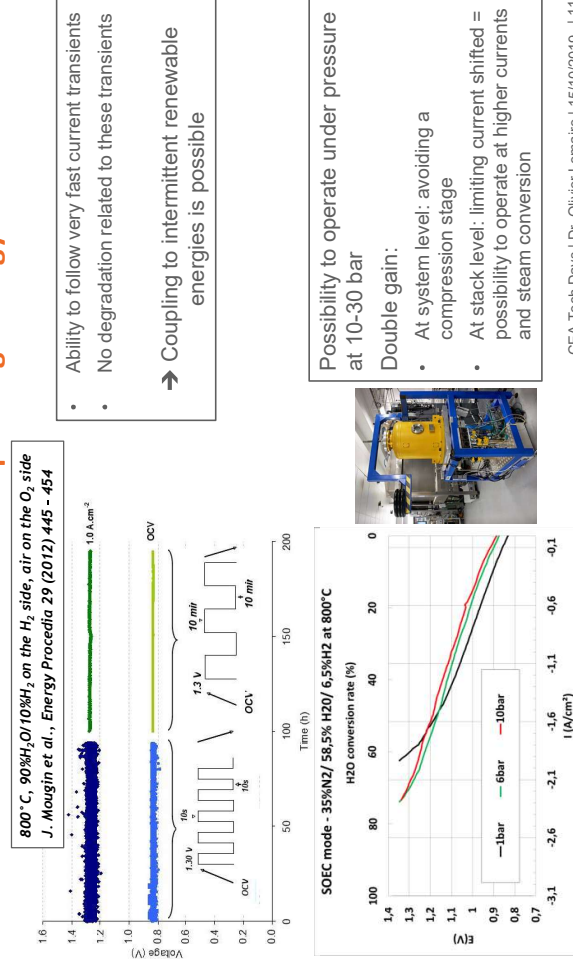 800°C, 90%H₂O/10%H₂ on the H₂ side, air on the O₂ side
J. Mougin et al., Energy Procedia 29 (2012) 445 - 454
Voltage (V)
1.6
1.4
1.2
1.0
0.8
0.6
0.4
0.2
0.0
0
50
100
150
200
Time (h)
1.0 A.cm⁻²
OCV
1.30 V
10s
10s
OCV
1.3 V
10 min
10 min
OCV
• Ability to follow very fast current transients
• No degradation related to these transients
➔ Coupling to intermittent renewable
energies is possible
SOEC mode - 35%N2/ 58,5% H20/ 6,5%H2 at 800°C
H2O conversion rate (%)
100
80
60
40
20
0
E(V)
1,4
1,3
1,2
1,1
1
0,9
0,8
0,7
1bar
6bar
10bar
-3,1
-2,6
-2,1
-1,6
-1,1
-0,6
-0,1
I (A/cm²)
Possibility to operate under pressure
at 10-30 bar
Double gain:
• At system level: avoiding a
compression stage
• At stack level: limiting current shifted =
possibility to operate at higher currents
and steam conversion